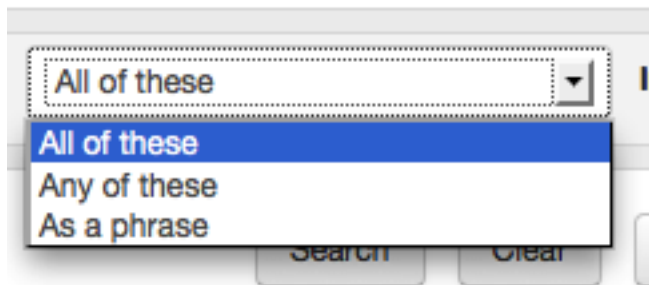 All of these
All of these
Any of these
As a phrase
Search Clear